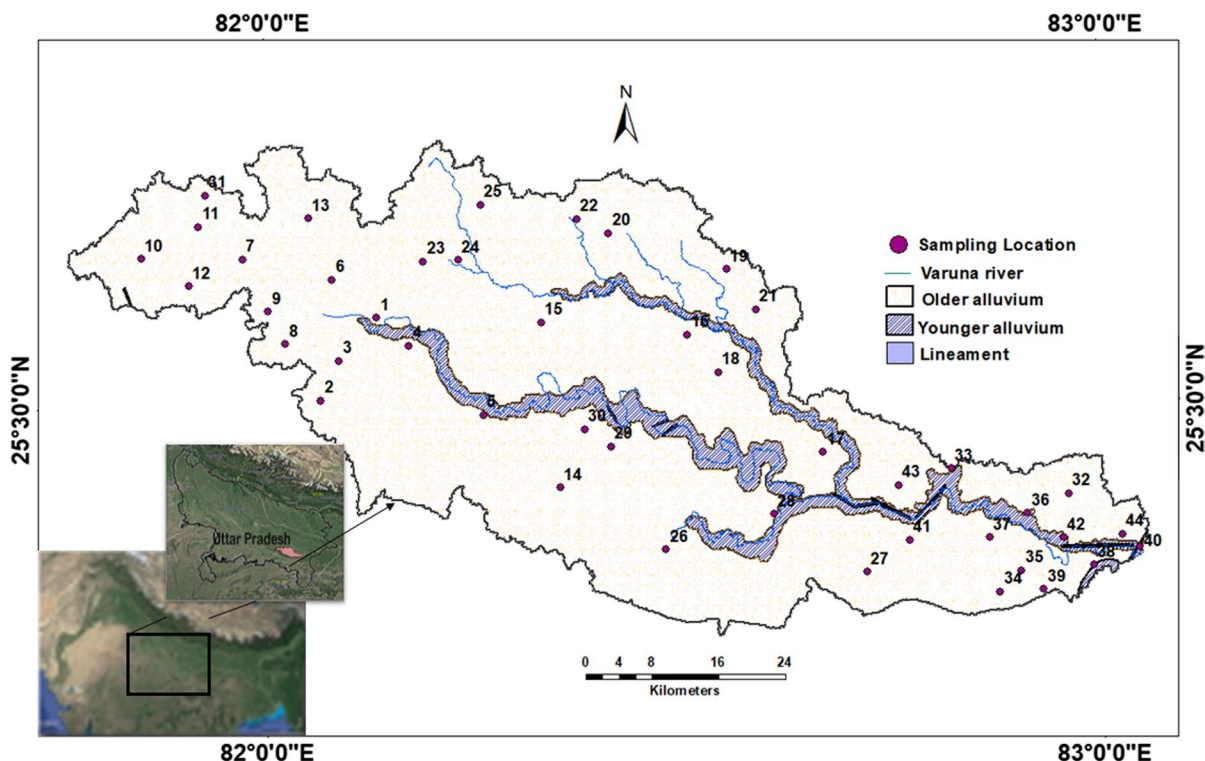 82°0'0"E
83°0'0"E
N
31
25
13
22
11
20
10
7
23
24
19
12
6
9
1
15
21
8
4
16
3
18
2
5
30
29
17
14
33
43
32
28
36
26
41
37
42
44
40
27
35
38
34
39
Sampling Location
Varuna river
Older alluvium
Younger alluvium
Lineament
25°30'0"N
25°30'0"N
Uttar Pradesh
0 4 8 16 24
Kilometers
82°0'0"E
83°0'0"E